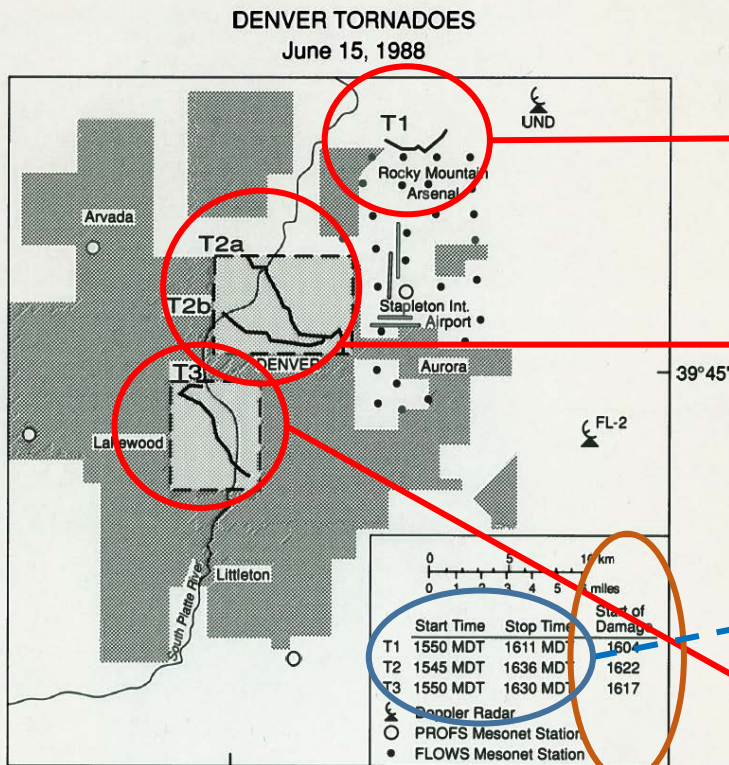 DENVER TORNADOES
June 15, 1988
T1
UND
Rocky Mountain
Arsenal
Arvada
T2a
T2b
Stapleton Int.
Airport
DENVER
T3
Aurora
39°45'
Lakewood
FL-2
Littleton
South Platte River
0 5 10 km
0 1 2 3 4 5 6 miles
Start Time Stop Time Start of
Damage
T1 1550 MDT 1611 MDT 1604
T2 1545 MDT 1636 MDT 1622
T3 1550 MDT 1630 MDT 1617
Doppler Radar
PROFS Mesonet Station
FLOWS Mesonet Station